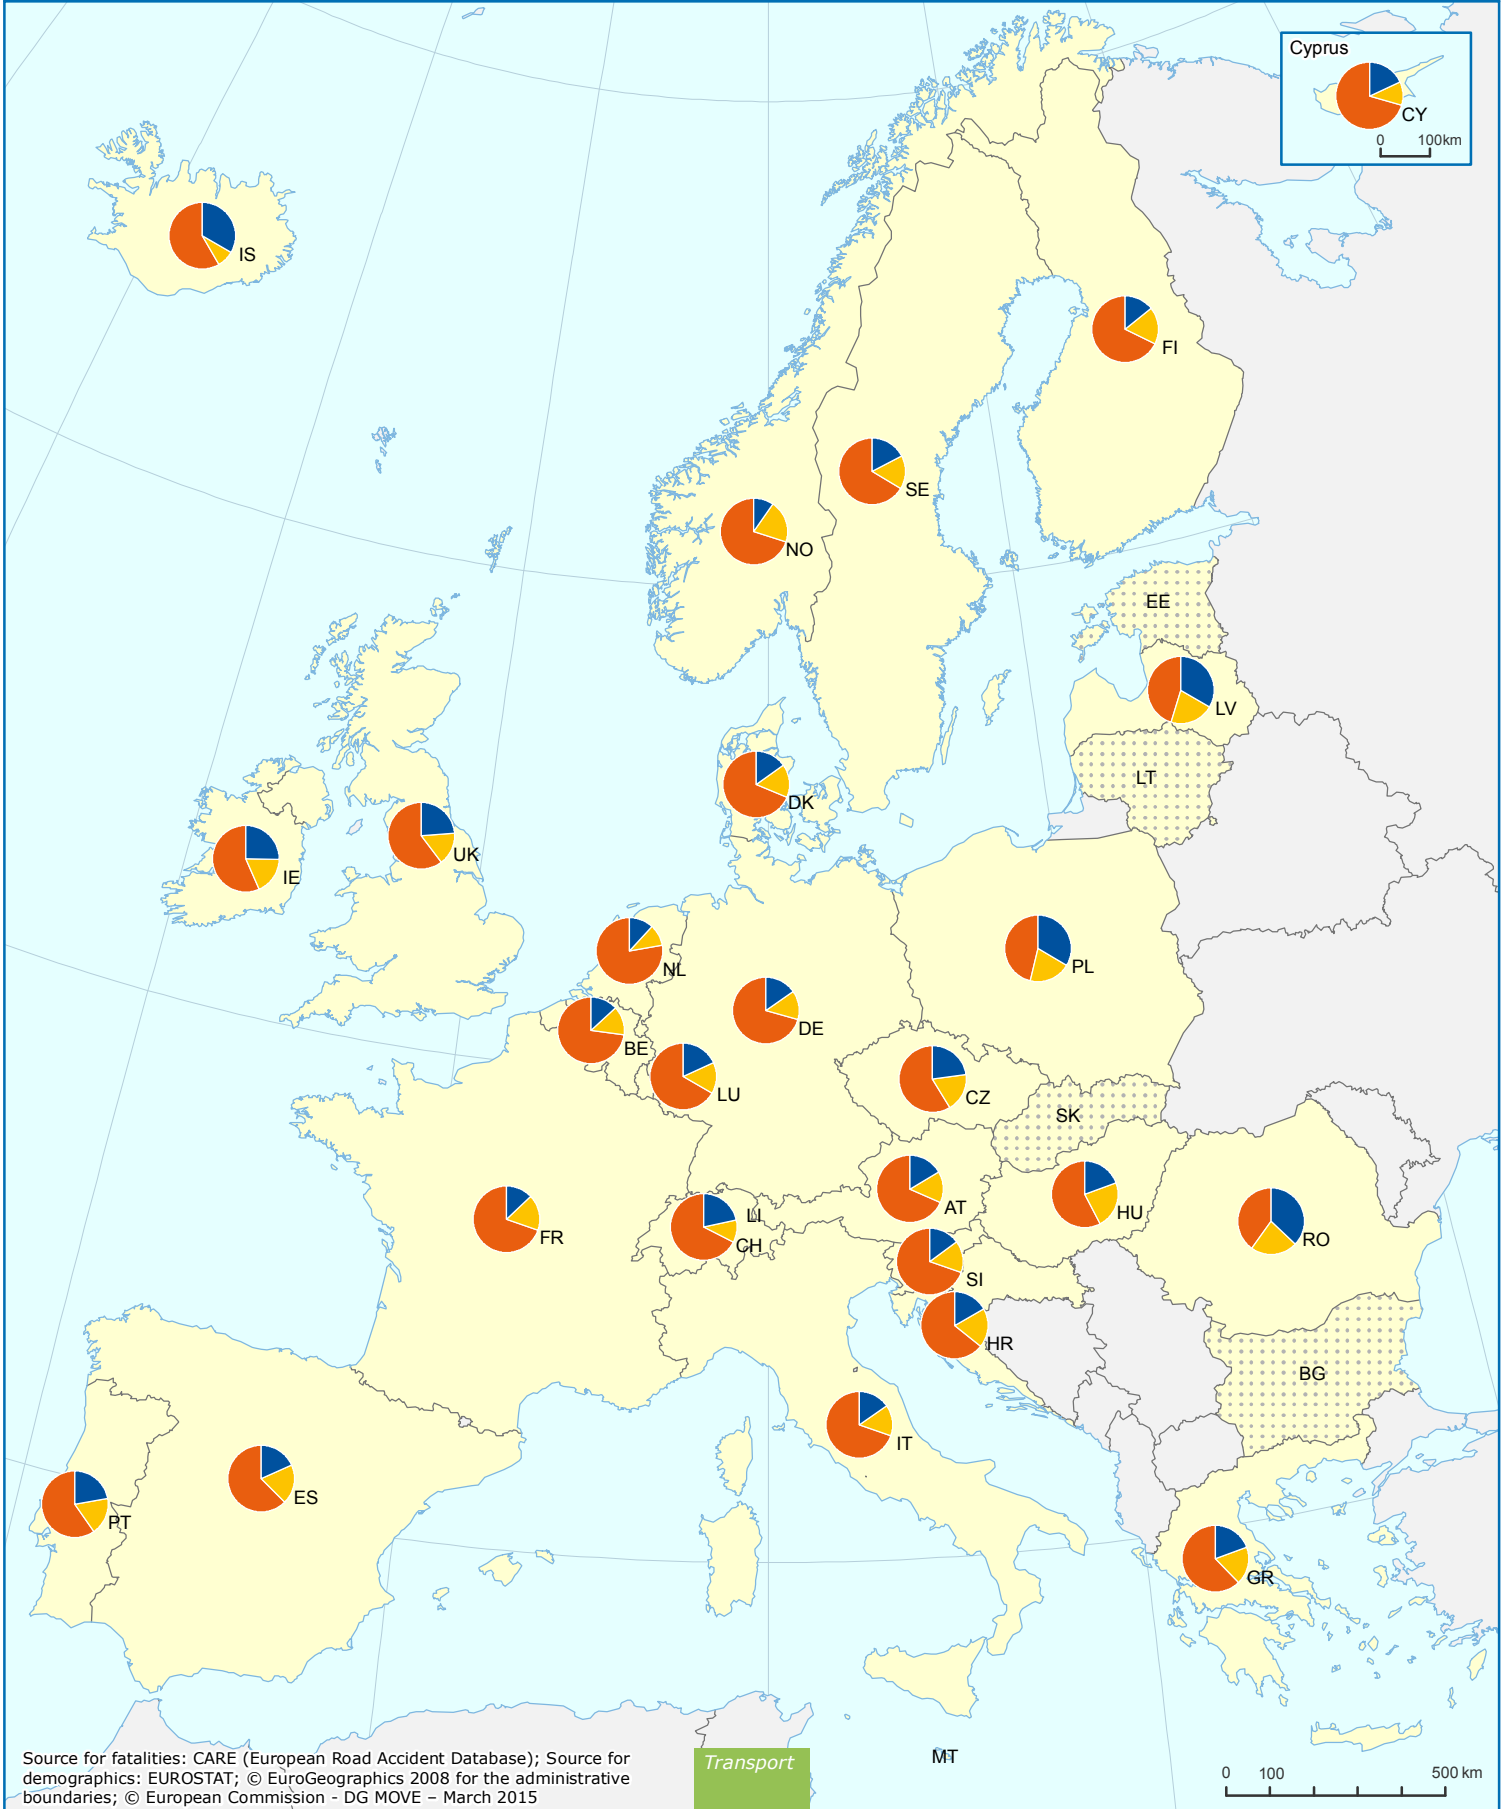 Cyprus
CY
0 100km
IS
FI
SE
NO
EE
LV
LT
DK
UK
IE
NL
PL
DE
BE
LU
CZ
SK
AT
HU
LI
CH
FR
RO
SI
HR
BG
IT
ES
PT
GR
MT
Source for fatalities: CARE (European Road Accident Database); Source for
demographics: EUROSTAT; © EuroGeographics 2008 for the administrative
boundaries; © European Commission - DG MOVE – March 2015
Transport
0 100 500 km